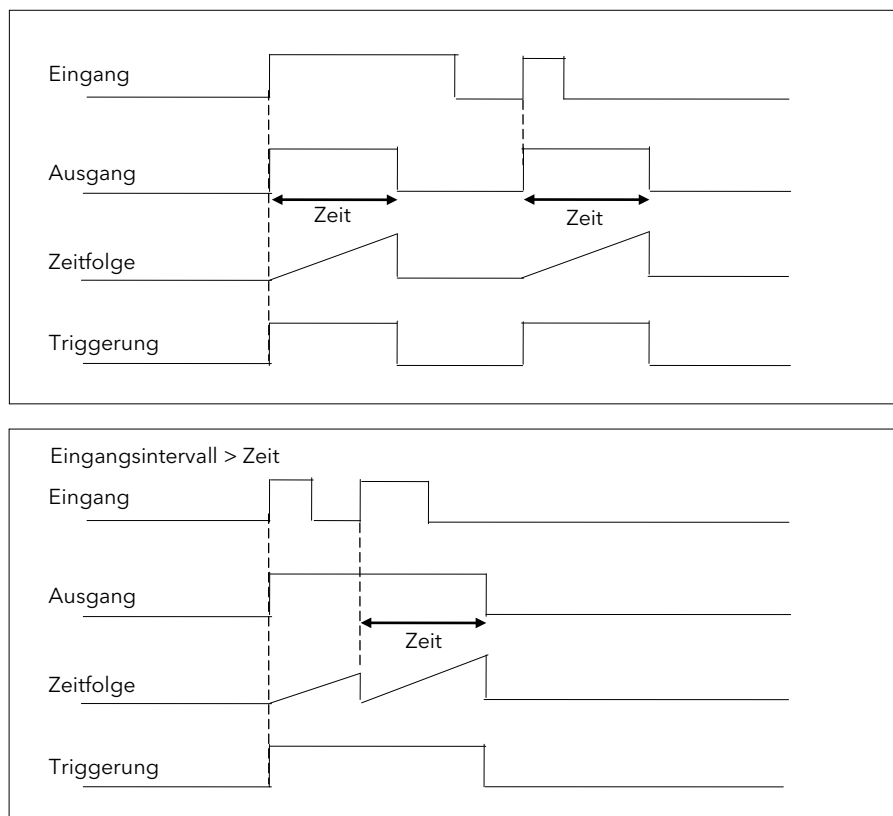 Eingang
Ausgang
Zeit
Zeit
Zeitfolge
Triggerung
Eingangsintervall > Zeit
Eingang
Ausgang
Zeit
Zeitfolge
Triggerung